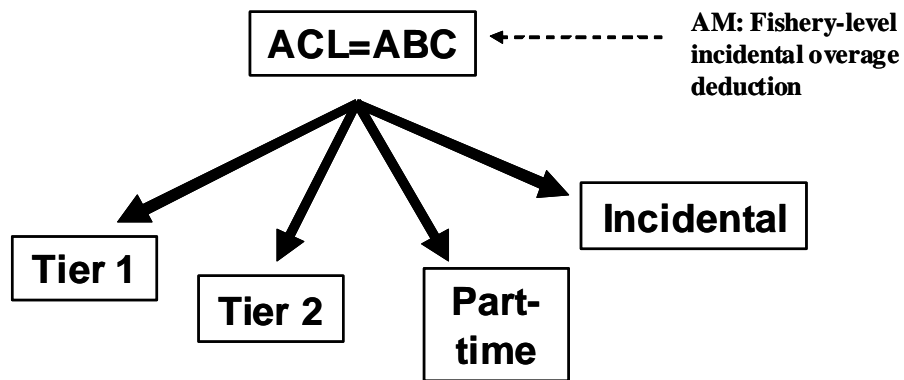 ACL=ABC
AM: Fishery-level
incidental overage
deduction
Incidental
Tier 1
Tier 2
Part-
time